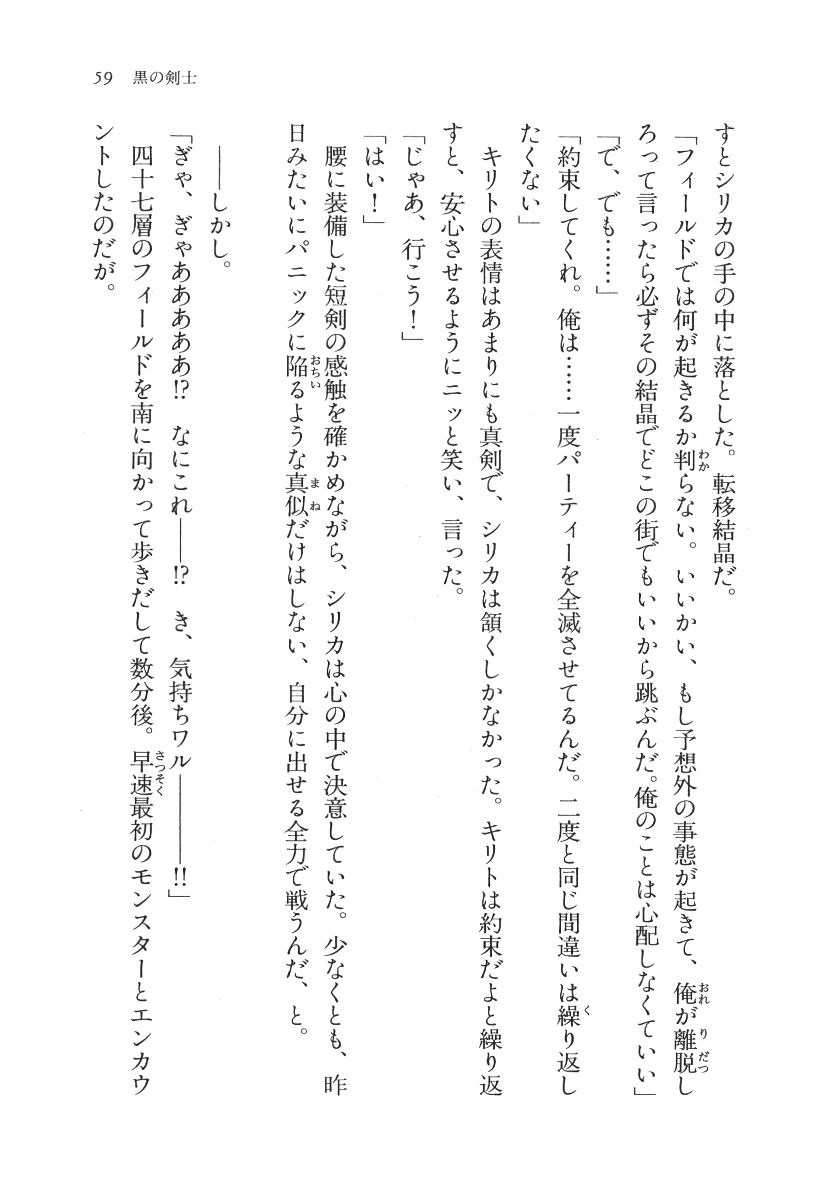 59 黒の剣士
すとシリカの手の中に落とした。転移結晶だ。
「フィールドでは何が起きるか判らない。いいかい、もし予想外の事態が起きて、俺が離脱し
ろって言ったら必ずその結晶でどこの街でもいいから跳ぶんだ。俺のことは心配しなくていい」
「で、でも……」
「約束してくれ。俺は……一度パーティーを全滅させてるんだ。二度と同じ間違いは繰り返し
たくない」
キリトの表情はあまりにも真剣で、シリカは頷くしかなかった。キリトは約束だよと繰り返
すと、安心させるようにニッと笑い、言った。
「じゃあ、行こう！」
「はい！」
腰に装備した短剣の感触を確かめながら、シリカは心の中で決意していた。少なくとも、昨
日みたいにパニックに陥るような真似だけはしない、自分に出せる全力で戦うんだ、と。
――しかし。
「ぎゃ、ぎゃああああああ!?　なにこれ――!?　き、気持ちワル――――!!」
四十七層のフィールドを南に向かって歩きだして数分後。早速最初のモンスターとエンカウ
ントしたのだが。